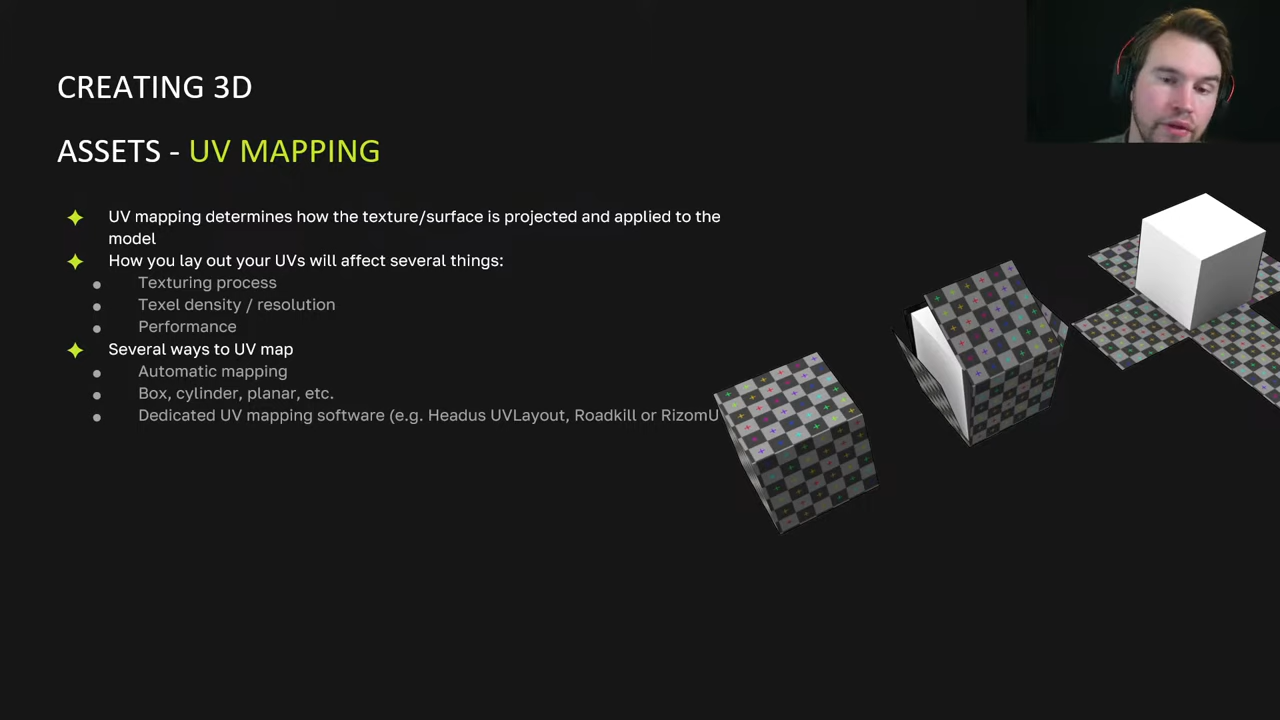 CREATING 3D
ASSETS - UV MAPPING
UV mapping determines how the texture/surface is projected and applied to the
model
How you lay out your UVs will affect several things:
Texturing process
Texel density / resolution
Performance
Several ways to UV map
Automatic mapping
Box, cylinder, planar, etc.
Dedicated UV mapping software (e.g. Headus UVLayout, Roadkill or RizomU